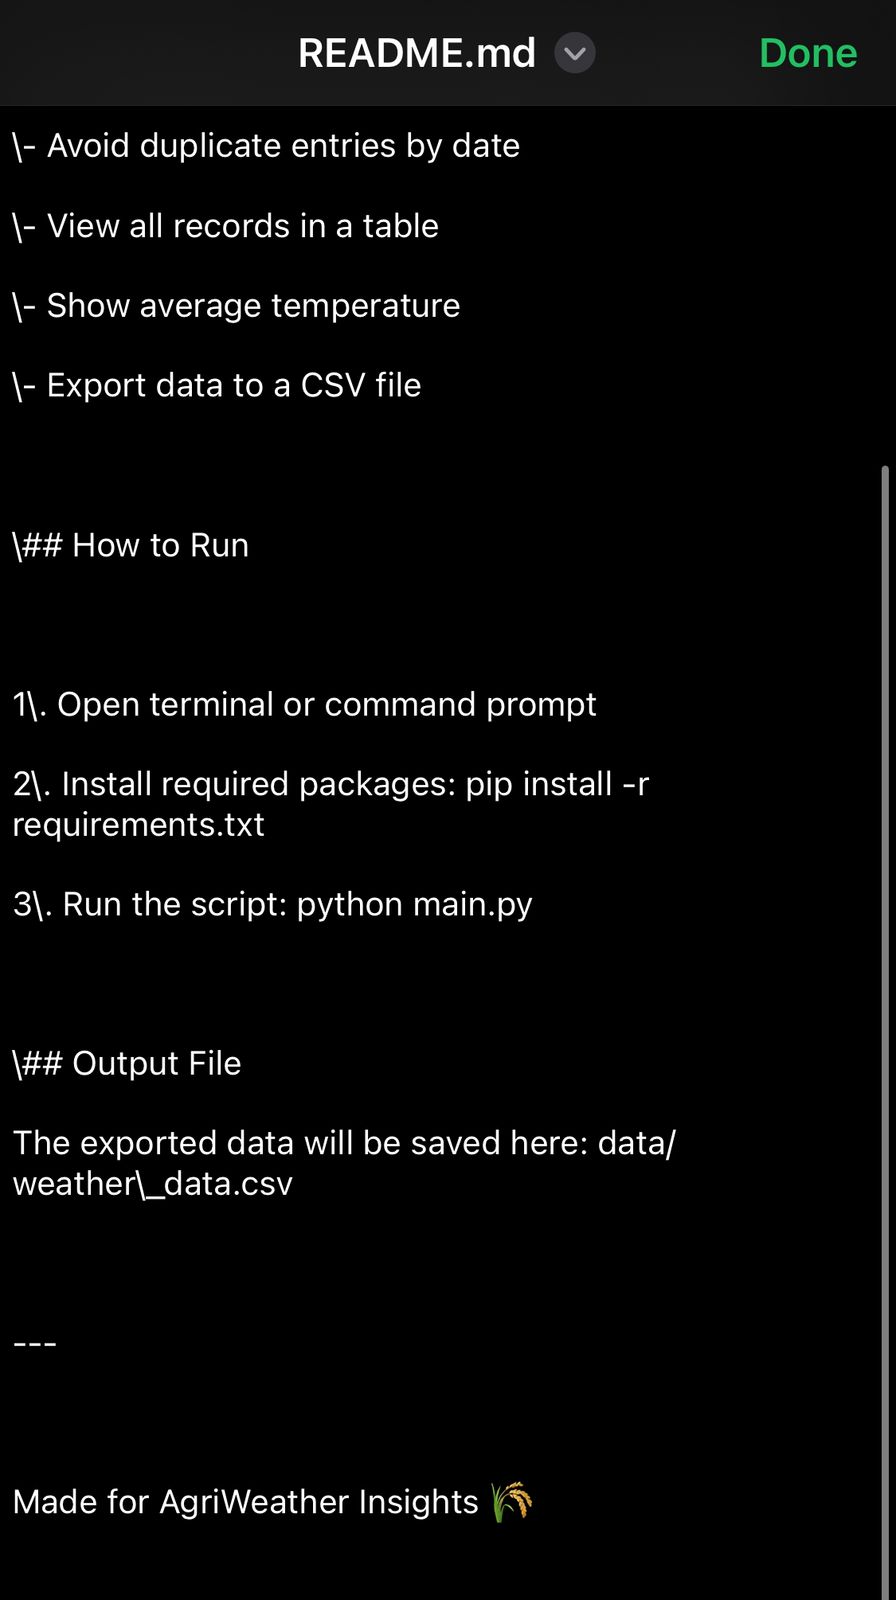 README.md
Done
\- Avoid duplicate entries by date
\- View all records in a table
\- Show average temperature
\- Export data to a CSV file
\## How to Run
1\. Open terminal or command prompt
2\. Install required packages: pip install -r
requirements.txt
3\. Run the script: python main.py
\## Output File
The exported data will be saved here: data/
weather\_data.csv
---
Made for AgriWeather Insights 🌾